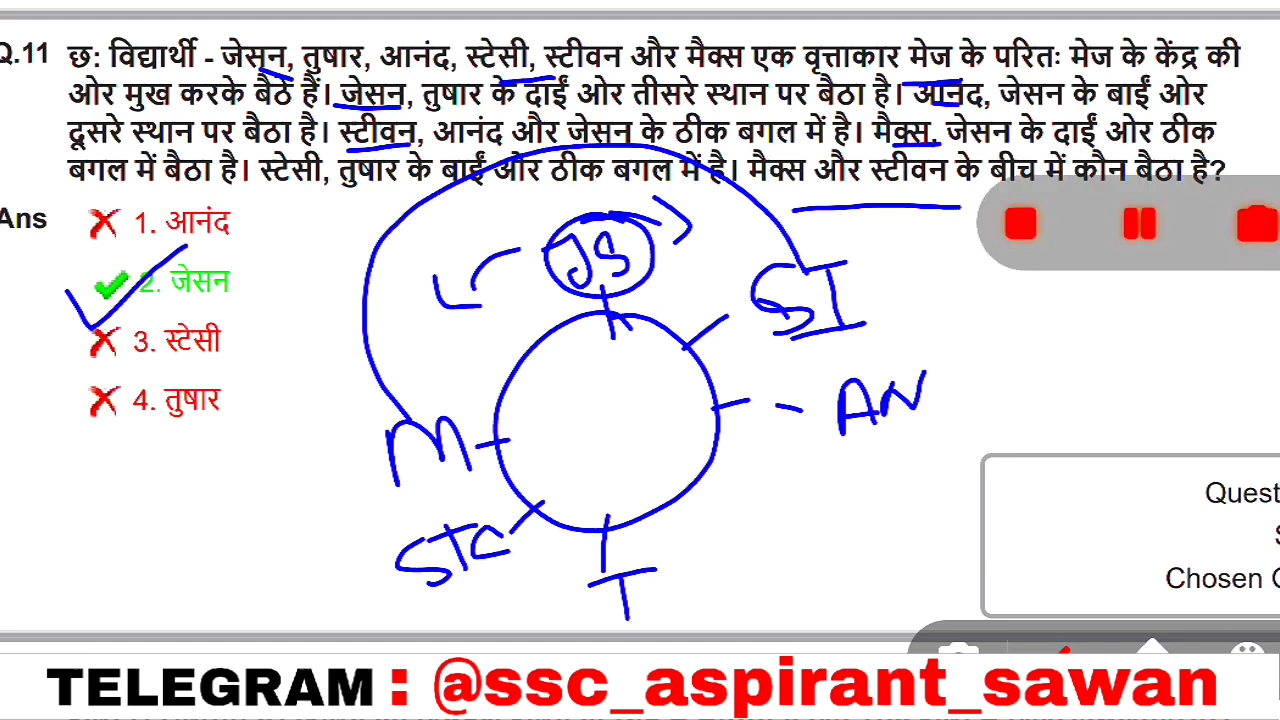 Q.11 छः विद्यार्थी - जेसन, तुषार, आनंद, स्टेसी, स्टीवन और मैक्स एक वृत्ताकार मेज के परितः मेज के केंद्र की
ओर मुख करके बैठे हैं। जेसन, तुषार के दाईं ओर तीसरे स्थान पर बैठा है। आनंद, जेसन के बाईं ओर
दूसरे स्थान पर बैठा है। स्टीवन, आनंद और जेसन के ठीक बगल में है। मैक्स, जेसन के दाईं ओर ठीक
बगल में बैठा है। स्टेसी, तुषार के बाईं ओर ठीक बगल में है। मैक्स और स्टीवन के बीच में कौन बैठा है?
Ans 1. आनंद
2. जेसन
3. स्टेसी
4. तुषार
JS
SI
AN
M
STC
T
Quest
Chosen
TELEGRAM : @ssc_aspirant_sawan